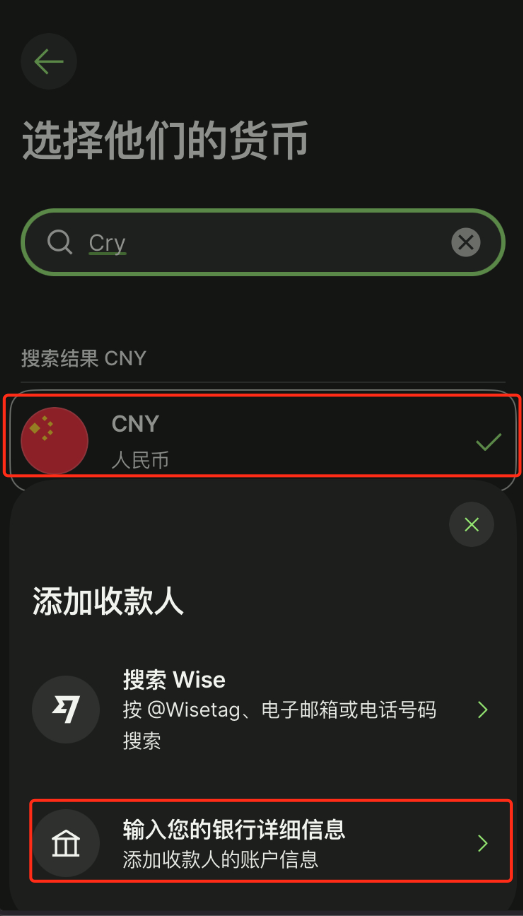 选择他们的货币
Cry
搜索结果 CNY
CNY
人民币
添加收款人
搜索 Wise
按 @Wisetag、电子邮箱或电话号码
搜索
输入您的银行详细信息
添加收款人的账户信息